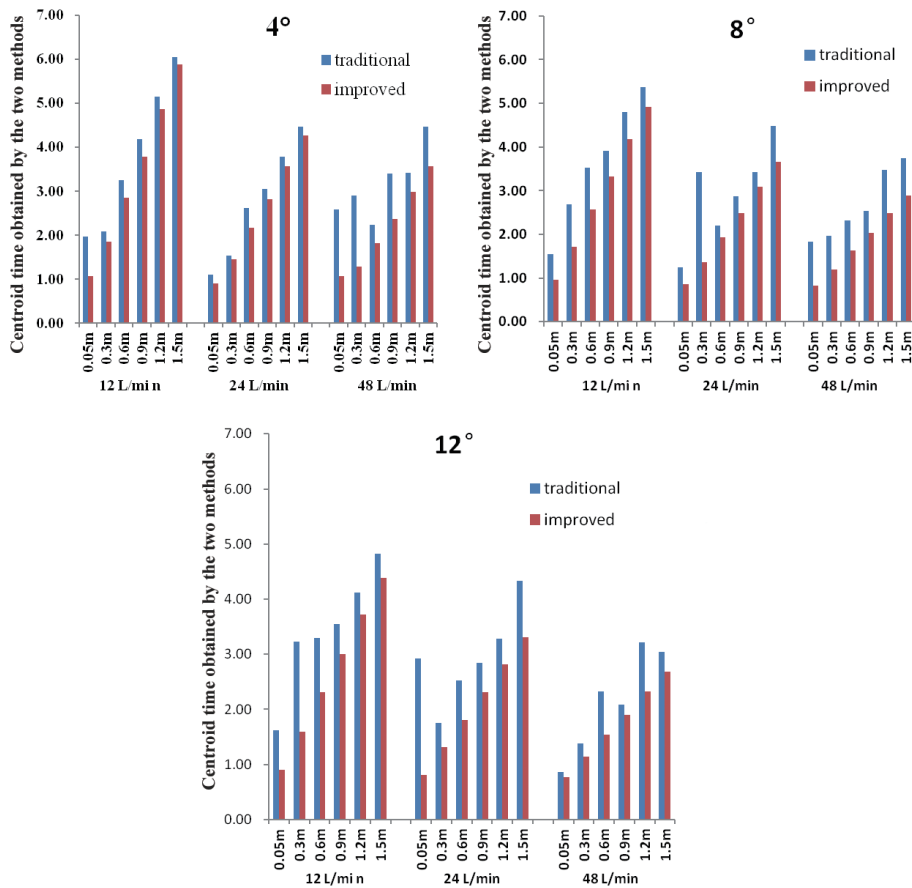 4°
Centroid time obtained by the two methods
7.00
6.00
5.00
4.00
3.00
2.00
1.00
0.00
traditional
improved
0.05m 0.3m 0.6m 0.9m 1.2m 1.5m 0.05m 0.3m 0.6m 0.9m 1.2m 1.5m 0.05m 0.3m 0.6m 0.9m 1.2m 1.5m
12 L/mi n 24 L/min 48 L/min
8°
Centroid time obtained by the two methods
7.00
6.00
5.00
4.00
3.00
2.00
1.00
0.00
traditional
improved
0.05m 0.3m 0.6m 0.9m 1.2m 1.5m 0.05m 0.3m 0.6m 0.9m 1.2m 1.5m 0.05m 0.3m 0.6m 0.9m 1.2m 1.5m
12 L/mi n 24 L/min 48 L/min
12°
Centroid time obtained by the two methods
7.00
6.00
5.00
4.00
3.00
2.00
1.00
0.00
traditional
improved
0.05m 0.3m 0.6m 0.9m 1.2m 1.5m 0.05m 0.3m 0.6m 0.9m 1.2m 1.5m 0.05m 0.3m 0.6m 0.9m 1.2m 1.5m
12 L/mi n 24 L/min 48 L/min